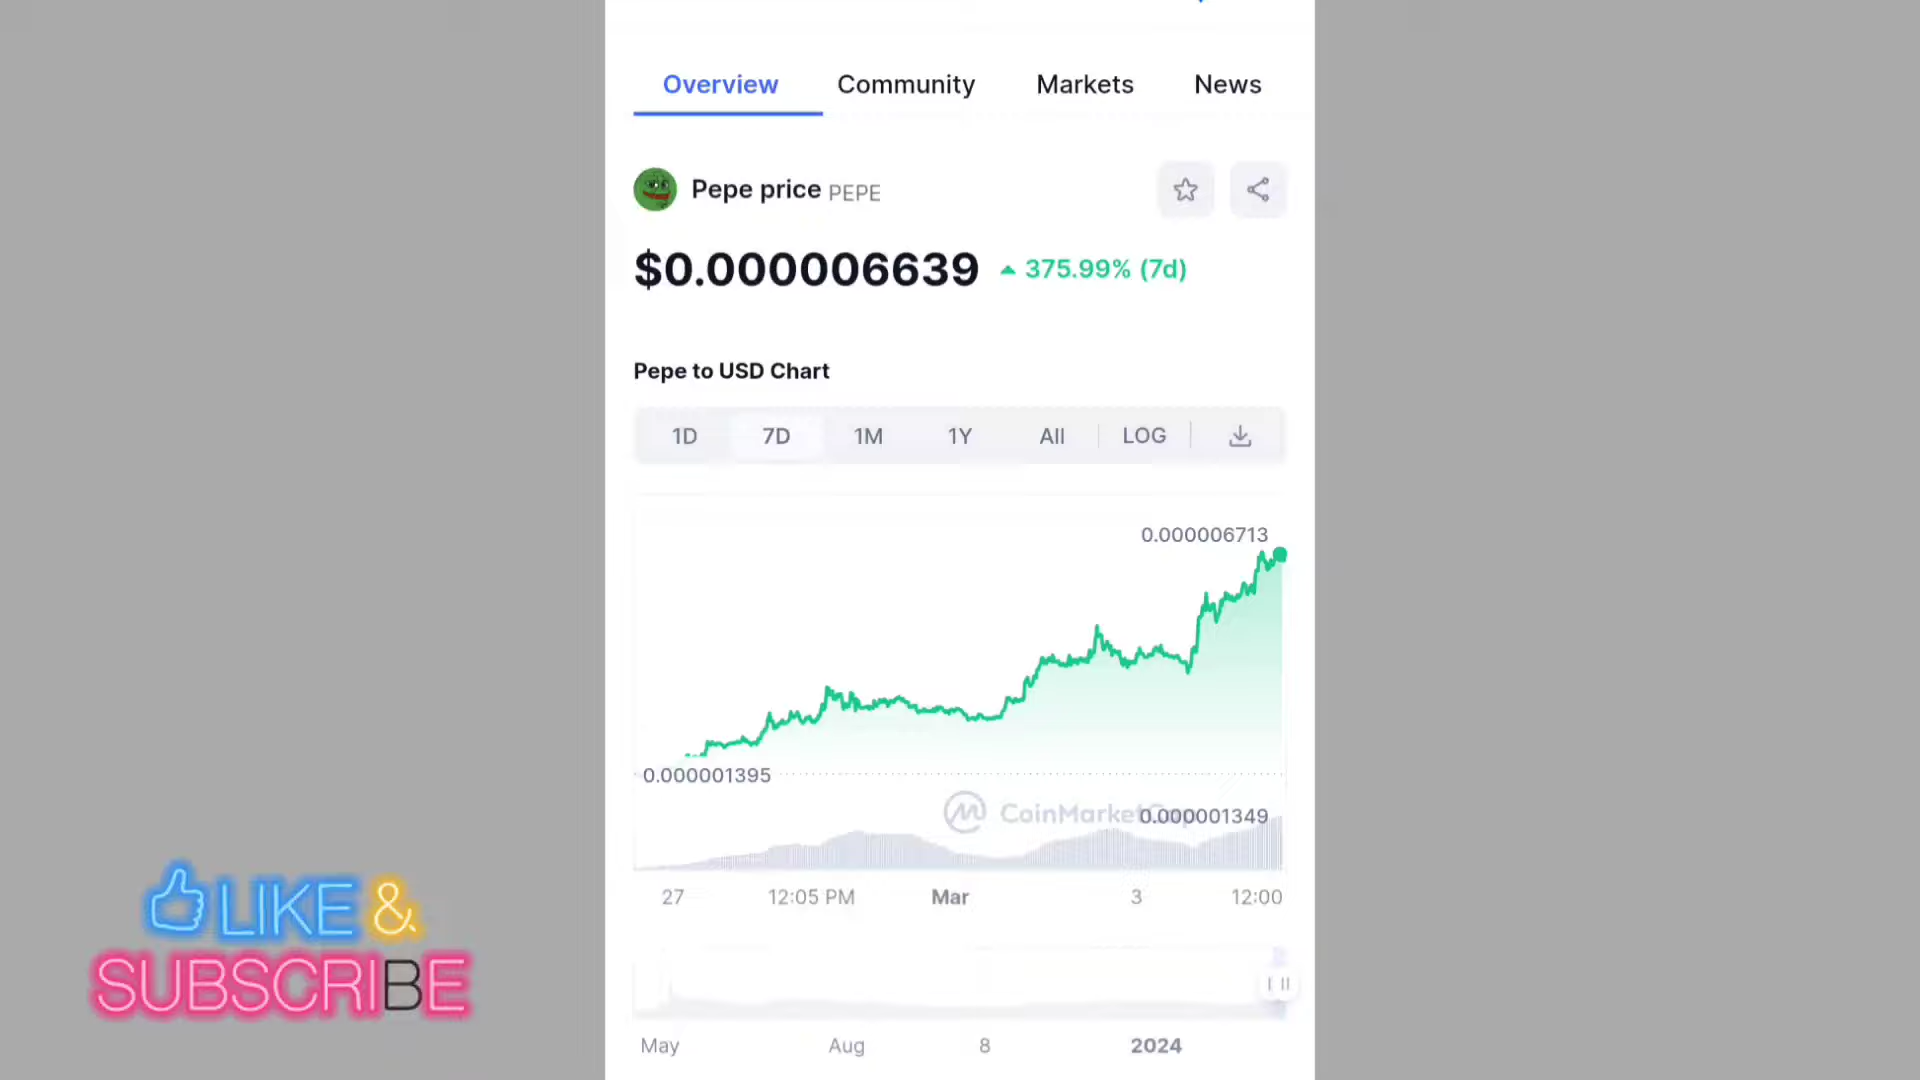 Overview Community Markets News
Pepe price PEPE
$0.000006639 375.99% (7d)
Pepe to USD Chart
1D 7D 1M 1Y All LOG
0.000006713
0.000001395
CoinMarketCap
0.000001349
27 12:05 PM Mar 3 12:00
LIKE &
SUBSCRIBE
May Aug 8 2024